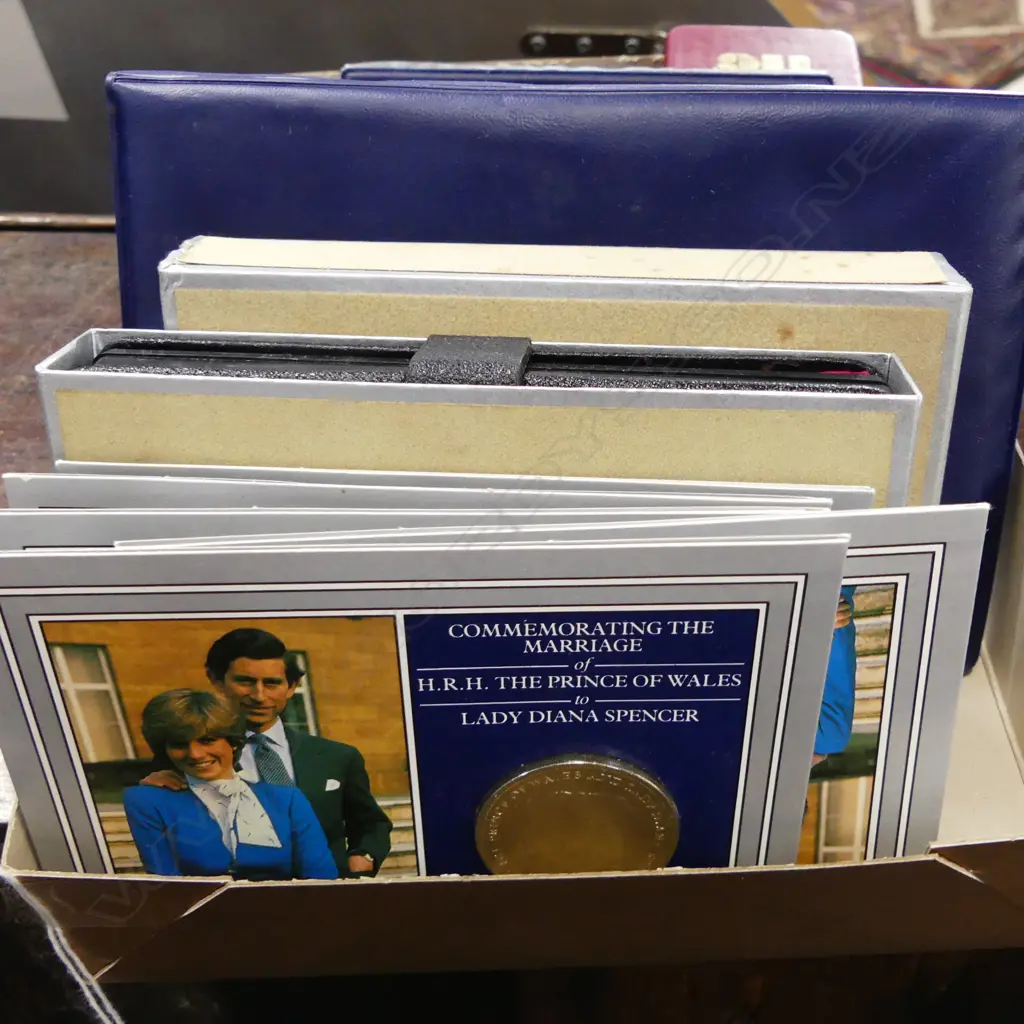 COMMEMORATING THE
MARRIAGE
of
H.R.H. THE PRINCE OF WALES
to
LADY DIANA SPENCER